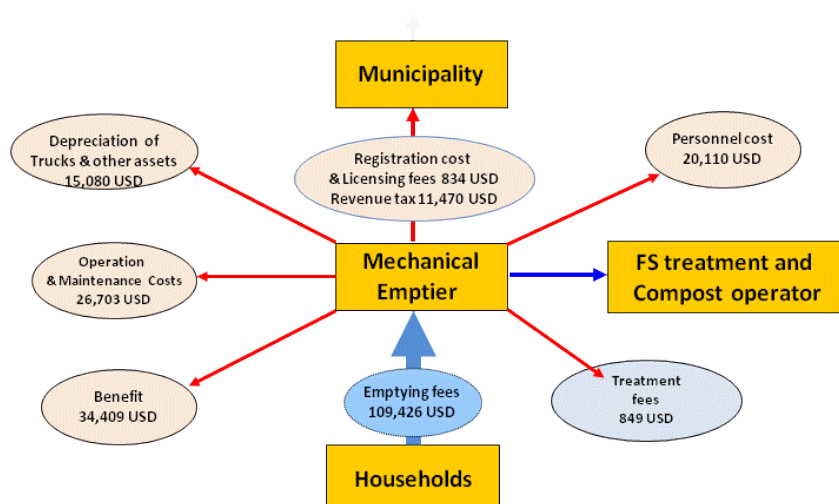 Municipality
Depreciation of
Trucks & other assets
15,080 USD
Registration cost
& Licensing fees 834 USD
Revenue tax 11,470 USD
Personnel cost
20,110 USD
Operation
& Maintenance Costs
26,703 USD
Mechanical
Emptier
FS treatment and
Compost operator
Benefit
34,409 USD
Emptying fees
109,426 USD
Treatment
fees
849 USD
Households